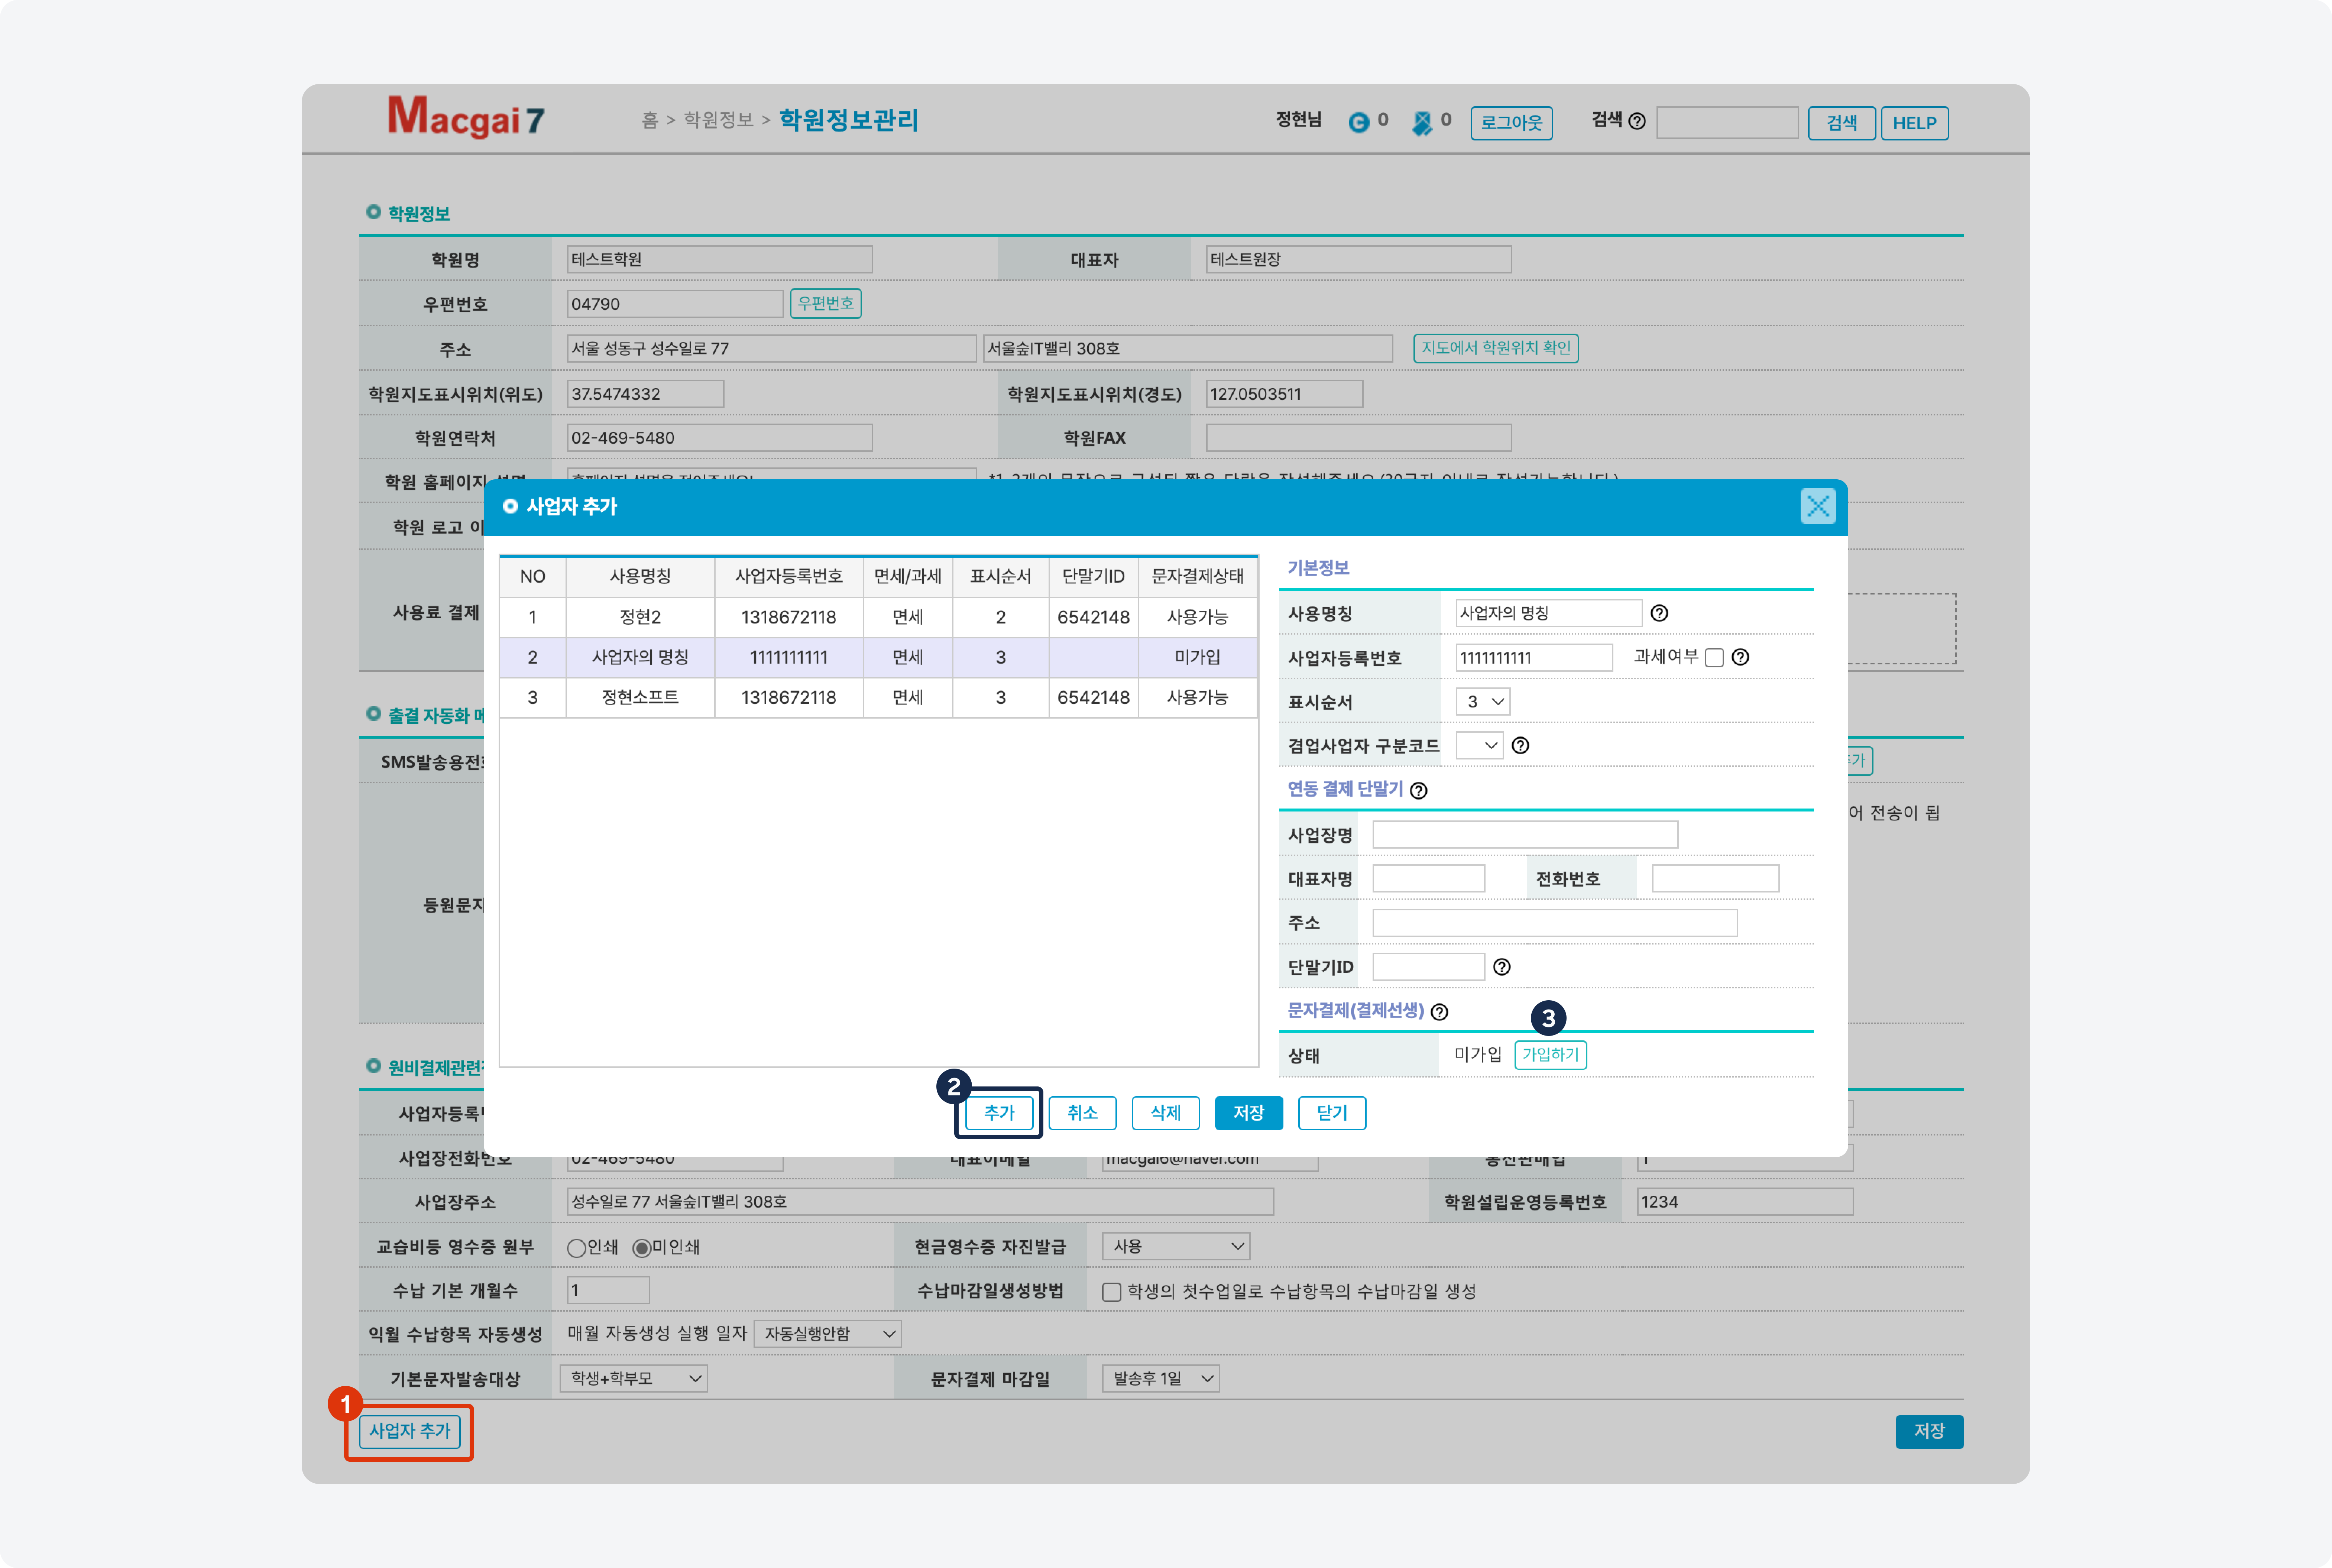 Macgai 7
홈 > 학원정보 > 학원정보관리
정현님 0 0 로그아웃 검색 검색 HELP
학원정보
학원명 테스트학원 대표자 테스트원장
우편번호 04790 우편번호
주소 서울 성동구 성수일로 77 서울숲IT밸리 308호 지도에서 학원위치 확인
학원지도표시위치(위도) 37.5474332 학원지도표시위치(경도) 127.0503511
학원연락처 02-469-5480 학원FAX
학원 홈페이지
학원 로고 이
사용료 결제
출결 자동화
SMS발송용전
추가
어 전송이 됩
등원문자
원비결제관련
사업자등록
사업자 추가
NO 사용명칭 사업자등록번호 면세/과세 표시순서 단말기ID 문자결제상태
1 정현2 1318672118 면세 2 6542148 사용가능
2 사업자의 명칭 1111111111 면세 3 미가입
3 정현소프트 1318672118 면세 3 6542148 사용가능
기본정보
사용명칭 사업자의 명칭
사업자등록번호 1111111111 과세여부
표시순서 3
겸업사업자 구분코드
연동 결제 단말기
사업장명
대표자명 전화번호
주소
단말기ID
문자결제(결제선생) 3
상태 미가입 가입하기
2 추가 취소 삭제 저장 닫기
사업장전화번호 02-469-5480 대표이메일 macgai6@naver.com 통신판매업 1
사업장주소 성수일로 77 서울숲IT밸리 308호 학원설립운영등록번호 1234
교습비등 영수증 원부 인쇄 미인쇄 현금영수증 자진발급 사용
수납 기본 개월수 1 수납마감일생성방법 학생의 첫수업일로 수납항목의 수납마감일 생성
익월 수납항목 자동생성 매월 자동생성 실행 일자 자동실행안함
기본문자발송대상 학생+학부모 문자결제 마감일 발송후 1일
1 사업자 추가 저장